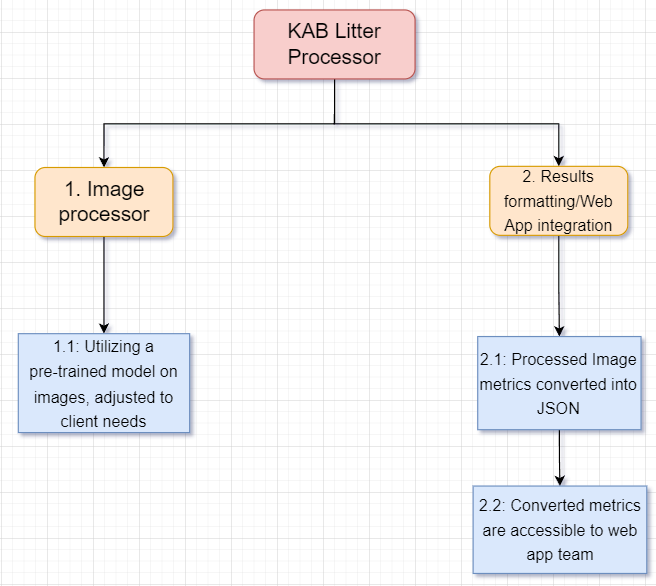 KAB Litter
Processor
1. Image
processor
2. Results
formatting/Web
App integration
1.1: Utilizing a
pre-trained model on
images, adjusted to
client needs
2.1: Processed Image
metrics converted into
JSON
2.2: Converted metrics
are accessible to web
app team